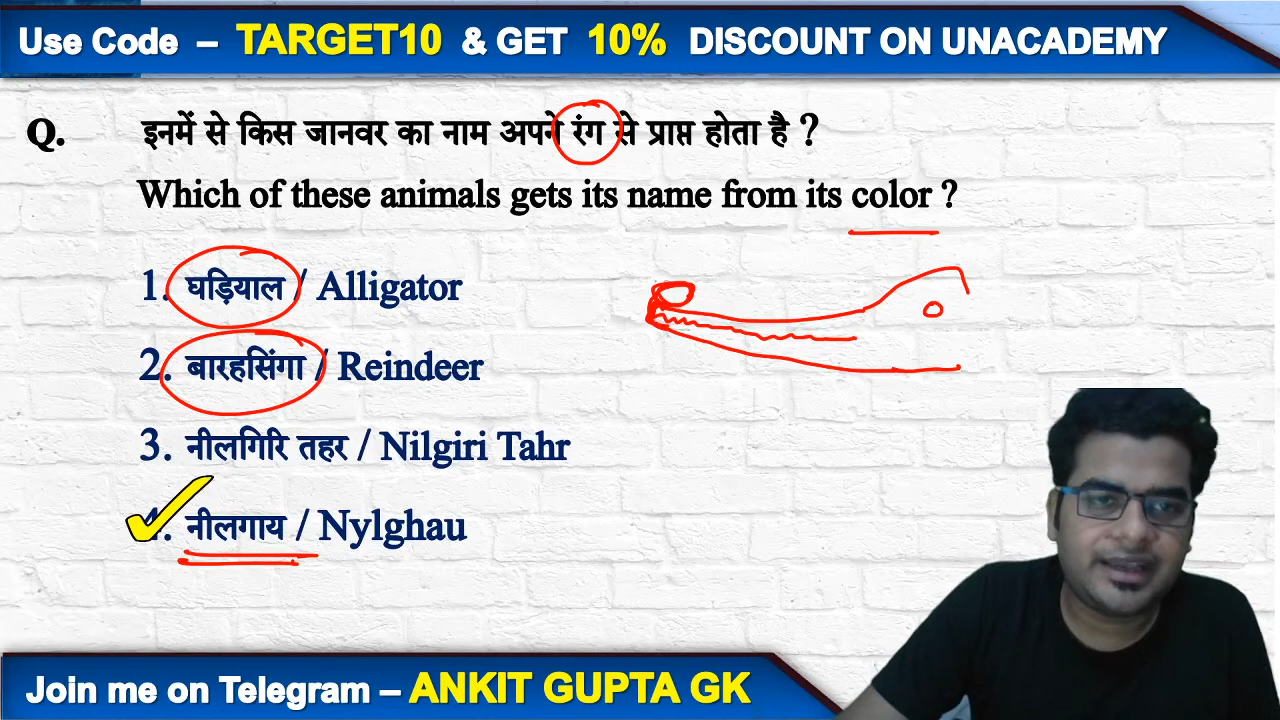 Use Code – TARGET10 & GET 10% DISCOUNT ON UNACADEMY
Q. इनमें से किस जानवर का नाम अपने रंग से प्राप्त होता है ?
Which of these animals gets its name from its color ?
1. घड़ियाल / Alligator
2. बारहसिंगा / Reindeer
3. नीलगिरि तहर / Nilgiri Tahr
4. नीलगाय / Nylghau
Join me on Telegram – ANKIT GUPTA GK